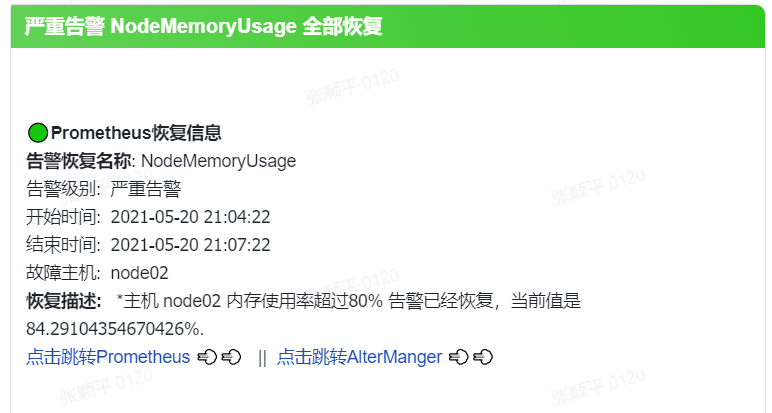 严重告警 NodeMemoryUsage 全部恢复
张顺平 0120
Prometheus恢复信息
告警恢复名称: NodeMemoryUsage
张顺平 0120
张顺平 0120
告警级别: 严重告警
开始时间: 2021-05-20 21:04:22
结束时间: 2021-05-20 21:07:22
故障主机: node02
张顺平 0120
恢复描述: *主机 node02 内存使用率超过80% 告警已经恢复，当前值是
84.29104354670426%.
点击跳转Prometheus || 点击跳转AlterManger
张顺平 0120
张顺平 0120